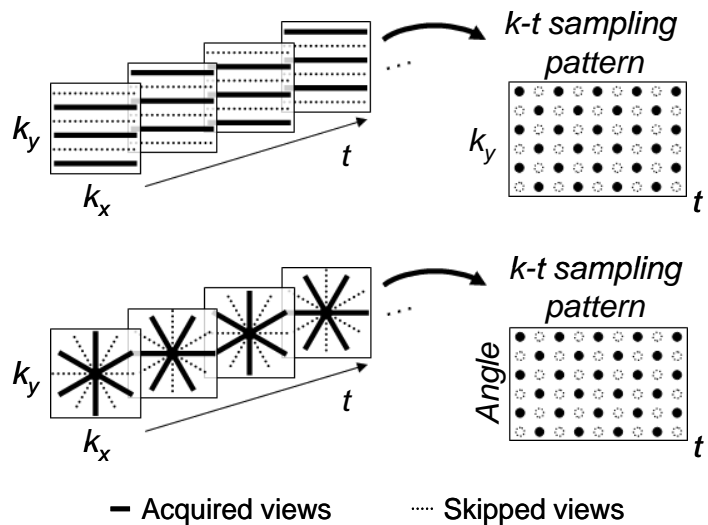 k-t sampling
pattern
k_y
k_x
t
...
k_y
t
k-t sampling
pattern
k_y
k_x
t
...
Angle
t
Acquired views
Skipped views